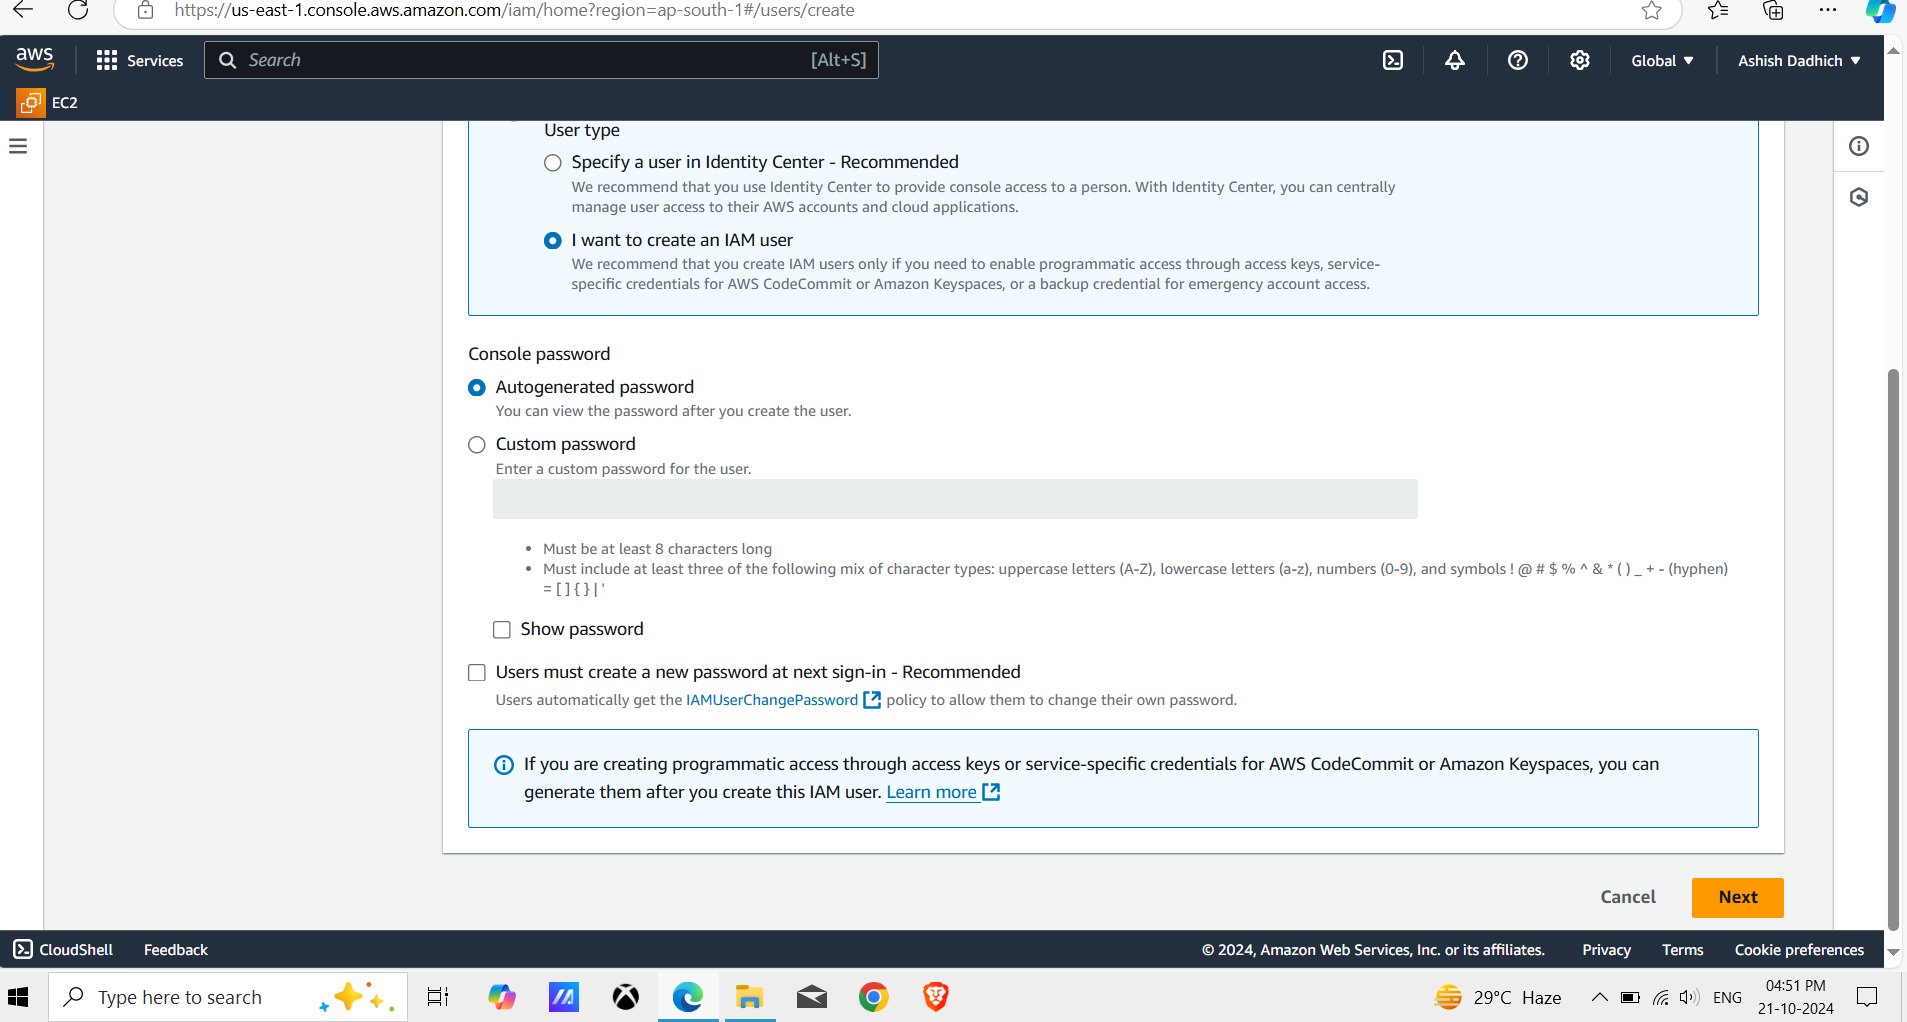 https://us-east-1.console.aws.amazon.com/iam/home?region=ap-south-1#/users/create
aws
Services
Search
[Alt+S]
Global
Ashish Dadhich
EC2
User type
Specify a user in Identity Center - Recommended
We recommend that you use Identity Center to provide console access to a person. With Identity Center, you can centrally
manage user access to their AWS accounts and cloud applications.
I want to create an IAM user
We recommend that you create IAM users only if you need to enable programmatic access through access keys, service-
specific credentials for AWS CodeCommit or Amazon Keyspaces, or a backup credential for emergency account access.
Console password
Autogenerated password
You can view the password after you create the user.
Custom password
Enter a custom password for the user.
• Must be at least 8 characters long
• Must include at least three of the following mix of character types: uppercase letters (A-Z), lowercase letters (a-z), numbers (0-9), and symbols ! @ # $ % ^ & * ( ) _ + - (hyphen)
= [ ] { } | '
Show password
Users must create a new password at next sign-in - Recommended
Users automatically get the IAMUserChangePassword policy to allow them to change their own password.
If you are creating programmatic access through access keys or service-specific credentials for AWS CodeCommit or Amazon Keyspaces, you can
generate them after you create this IAM user. Learn more
Cancel
Next
CloudShell
Feedback
© 2024, Amazon Web Services, Inc. or its affiliates.
Privacy
Terms
Cookie preferences
Type here to search
29°C Haze
ENG
04:51 PM
21-10-2024